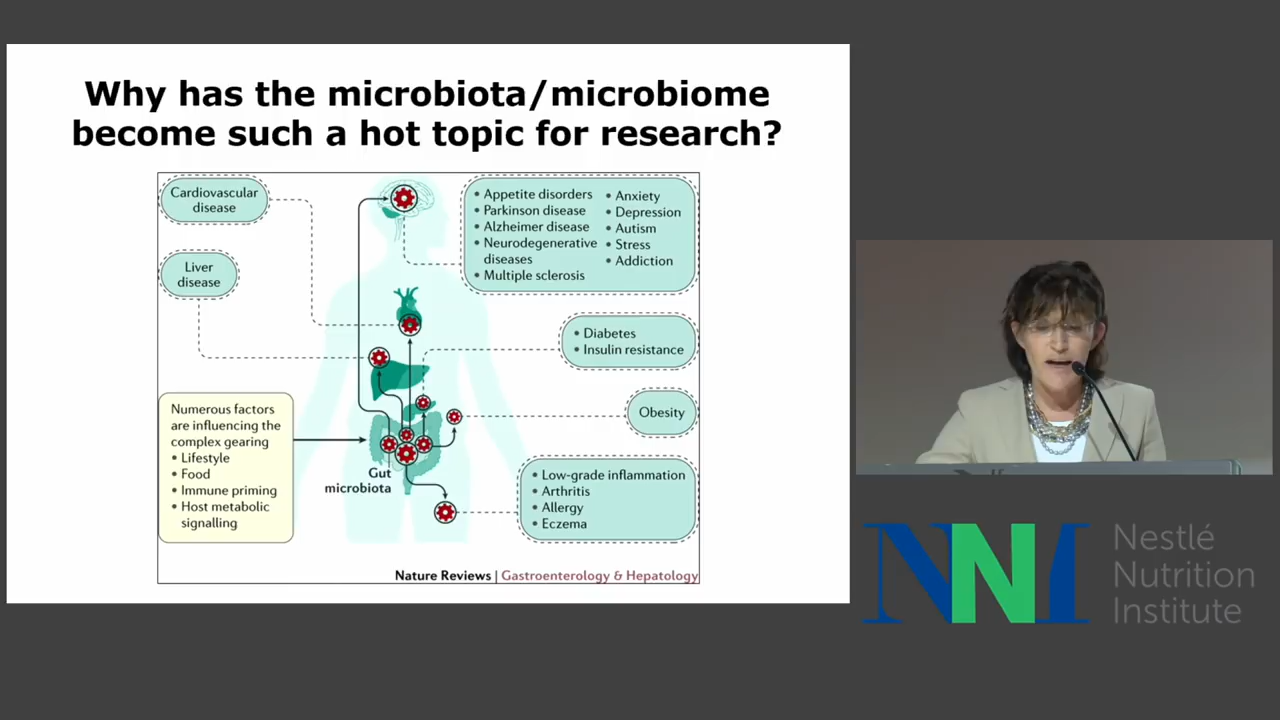 Why has the microbiota/microbiome
become such a hot topic for research?
Cardiovascular
disease
Liver
disease
• Appetite disorders
• Parkinson disease
• Alzheimer disease
• Neurodegenerative
diseases
• Multiple sclerosis
• Anxiety
• Depression
• Autism
• Stress
• Addiction
• Diabetes
• Insulin resistance
Obesity
Numerous factors
are influencing the
complex gearing
• Lifestyle
• Food
• Immune priming
• Host metabolic
signalling
Gut
microbiota
• Low-grade inflammation
• Arthritis
• Allergy
• Eczema
Nature Reviews | Gastroenterology & Hepatology
NNI
Nestlé
Nutrition
Institute